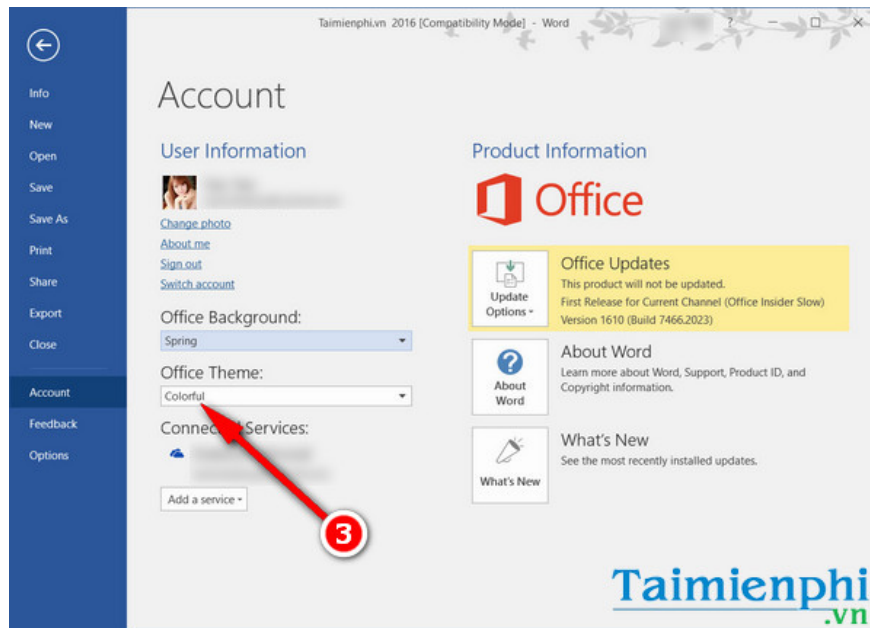 Taimienphi.vn 2016 [Compatibility Mode] - Word
?
Info
New
Open
Save
Save As
Print
Share
Export
Close
Account
Feedback
Options
Account
User Information
Change photo
About me
Sign out
Switch account
Office Background:
Spring
Office Theme:
Colorful
Services:
Add a service
3
Product Information
Office
Update
Options
Office Updates
This product will not be updated.
First Release for Current Channel (Office Insider Slow)
Version 1610 (Build 7466.2023)
About
Word
About Word
Learn more about Word, Support, Product ID, and
Copyright information.
What's New
What's New
See the most recently installed updates.
Taimienphi
.vn